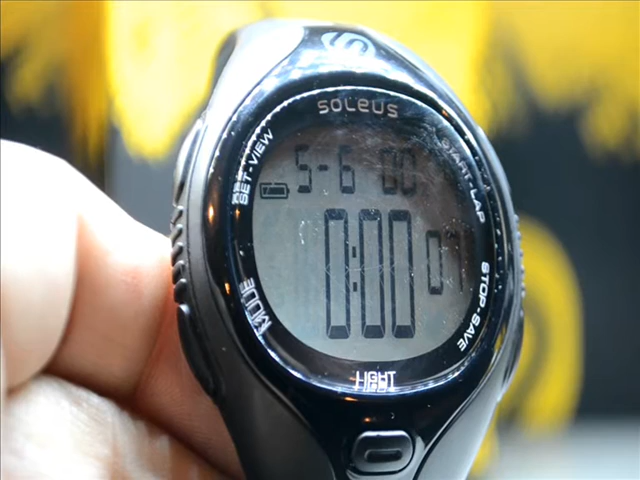 SOLEUS
SET-VIEW
START-LAP
5-6 00
0:00 07
MODE
STOP-SAVE
LIGHT